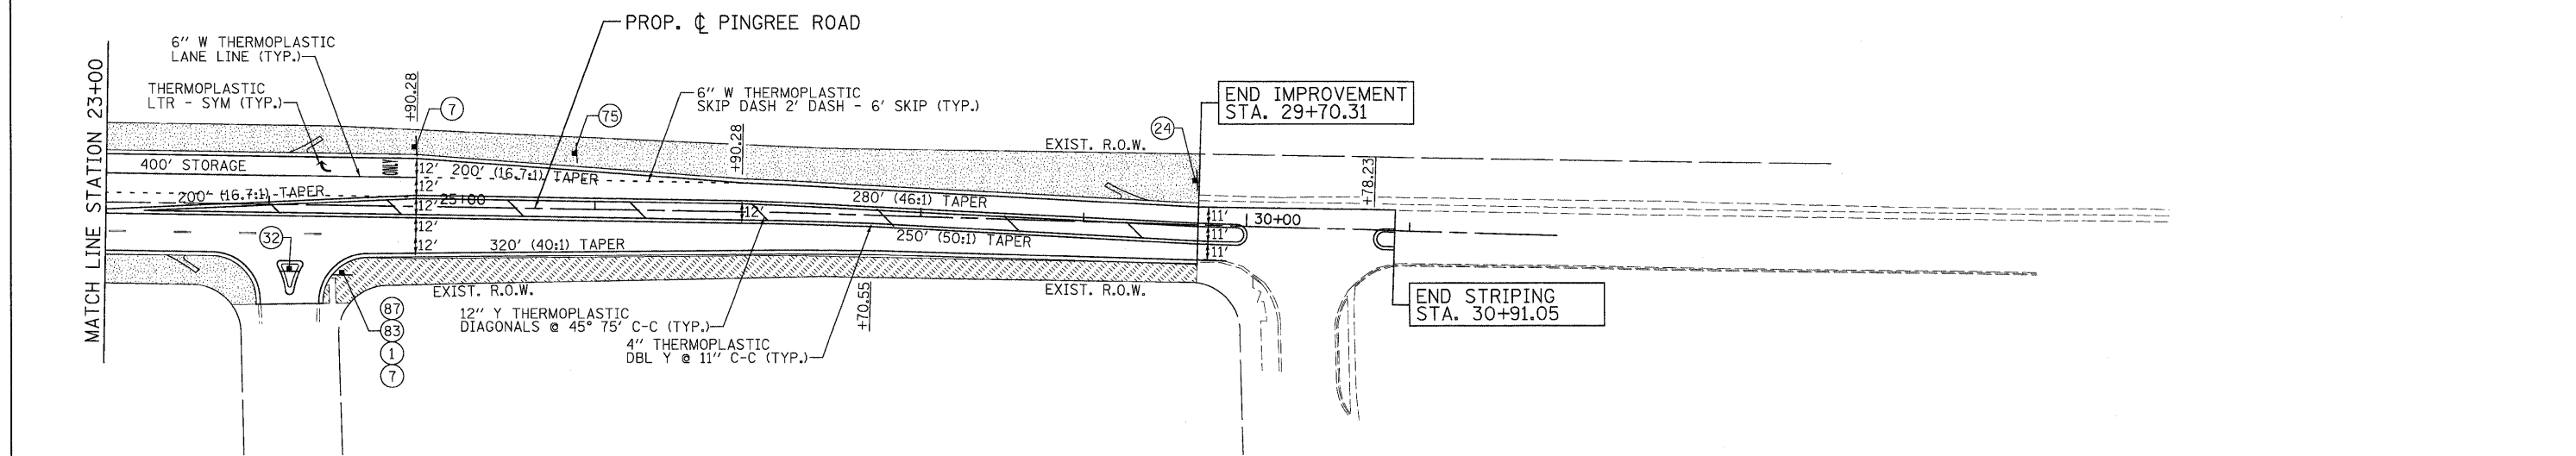 PROP. ℄ PINGREE ROAD
6" W THERMOPLASTIC
LANE LINE (TYP.)
THERMOPLASTIC
LTR - SYM (TYP.)
+90.28
7
75
6" W THERMOPLASTIC
SKIP DASH 2' DASH - 6' SKIP (TYP.)
+90.28
EXIST. R.O.W.
24
END IMPROVEMENT
STA. 29+70.31
+78.23
MATCH LINE STATION 23+00
400' STORAGE
ONLY
12'
200' (16.7:1) TAPER
12'
200' (16.7:1) TAPER
12'
25+00
12'
280' (46:1) TAPER
11'
30+00
12'
32
12'
320' (40:1) TAPER
250' (50:1) TAPER
11'
11'
EXIST. R.O.W.
+70.55
EXIST. R.O.W.
END STRIPING
STA. 30+91.05
87
83
1
7
12" Y THERMOPLASTIC
DIAGONALS @ 45° 75' C-C (TYP.)
4" THERMOPLASTIC
DBL Y @ 11" C-C (TYP.)